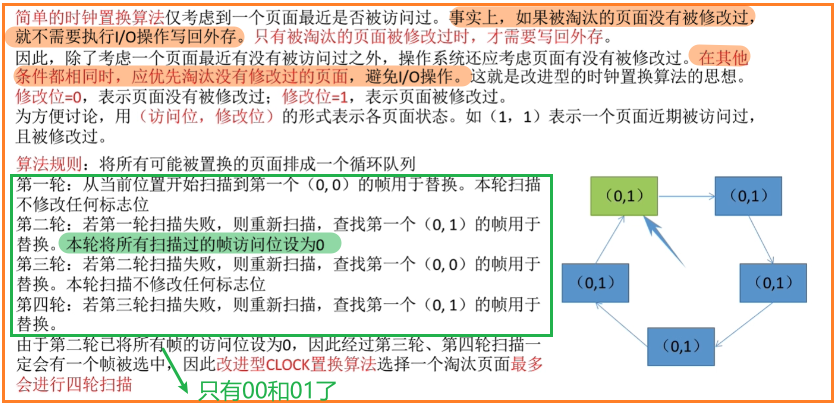 简单的时钟置换算法仅考虑到一个页面最近是否被访问过。事实上，如果被淘汰的页面没有被修改过，
就不需要执行I/O操作写回外存。只有被淘汰的页面被修改过时，才需要写回外存。
因此，除了考虑一个页面最近有没有被访问过之外，操作系统还应考虑页面有没有被修改过。在其他
条件都相同时，应优先淘汰没有修改过的页面，避免I/O操作。这就是改进型的时钟置换算法的思想。
修改位=0，表示页面没有被修改过；修改位=1，表示页面被修改过。
为方便讨论，用（访问位，修改位）的形式表示各页面状态。如（1，1）表示一个页面近期被访问过，
且被修改过。
算法规则：将所有可能被置换的页面排成一个循环队列
第一轮：从当前位置开始扫描到第一个（0, 0）的帧用于替换。本轮扫描
不修改任何标志位
第二轮：若第一轮扫描失败，则重新扫描，查找第一个（0, 1）的帧用于
替换。本轮将所有扫描过的帧访问位设为0
第三轮：若第二轮扫描失败，则重新扫描，查找第一个（0, 0）的帧用于
替换。本轮扫描不修改任何标志位
第四轮：若第三轮扫描失败，则重新扫描，查找第一个（0, 1）的帧用于
替换。
由于第二轮已将所有帧的访问位设为0，因此经过第三轮、第四轮扫描一
定会有一个帧被选中，因此改进型CLOCK置换算法选择一个淘汰页面最多
会进行四轮扫描
只有00和01了
（0,1）
（0,1）
（0,1）
（0,1）
（0,1）